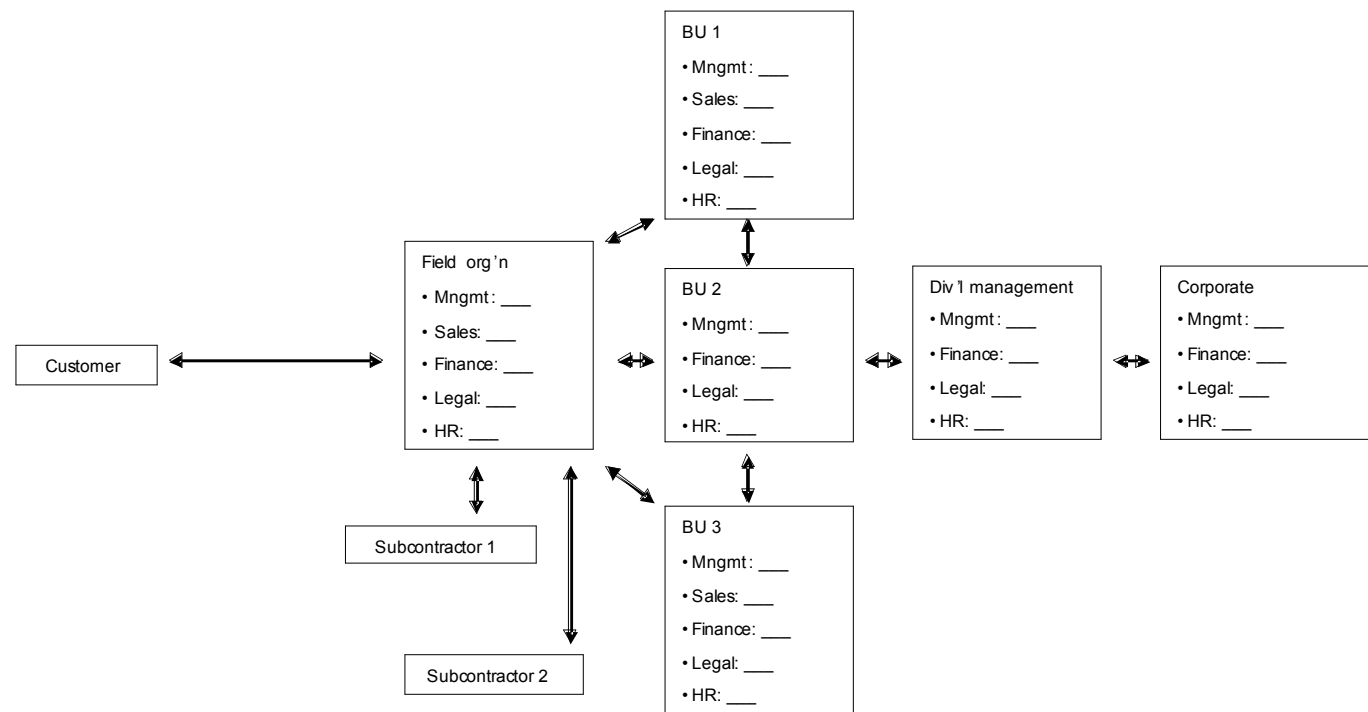 BU 1
• Mngmt: ___
• Sales: ___
• Finance: ___
• Legal: ___
• HR: ___
Field org’n
• Mngmt: ___
• Sales: ___
• Finance: ___
• Legal: ___
• HR: ___
BU 2
• Mngmt: ___
• Finance: ___
• Legal: ___
• HR: ___
Div’l management
• Mngmt: ___
• Finance: ___
• Legal: ___
• HR: ___
Corporate
• Mngmt: ___
• Finance: ___
• Legal: ___
• HR: ___
Customer
Subcontractor 1
Subcontractor 2
BU 3
• Mngmt: ___
• Sales: ___
• Finance: ___
• Legal: ___
• HR: ___